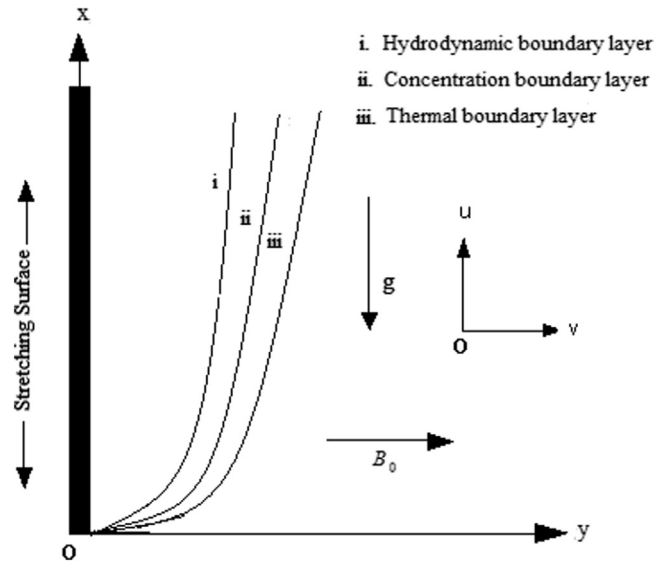 x
i. Hydrodynamic boundary layer
ii. Concentration boundary layer
iii. Thermal boundary layer
i
ii
iii
Stretching Surface
g
u
v
O
B₀
y
O